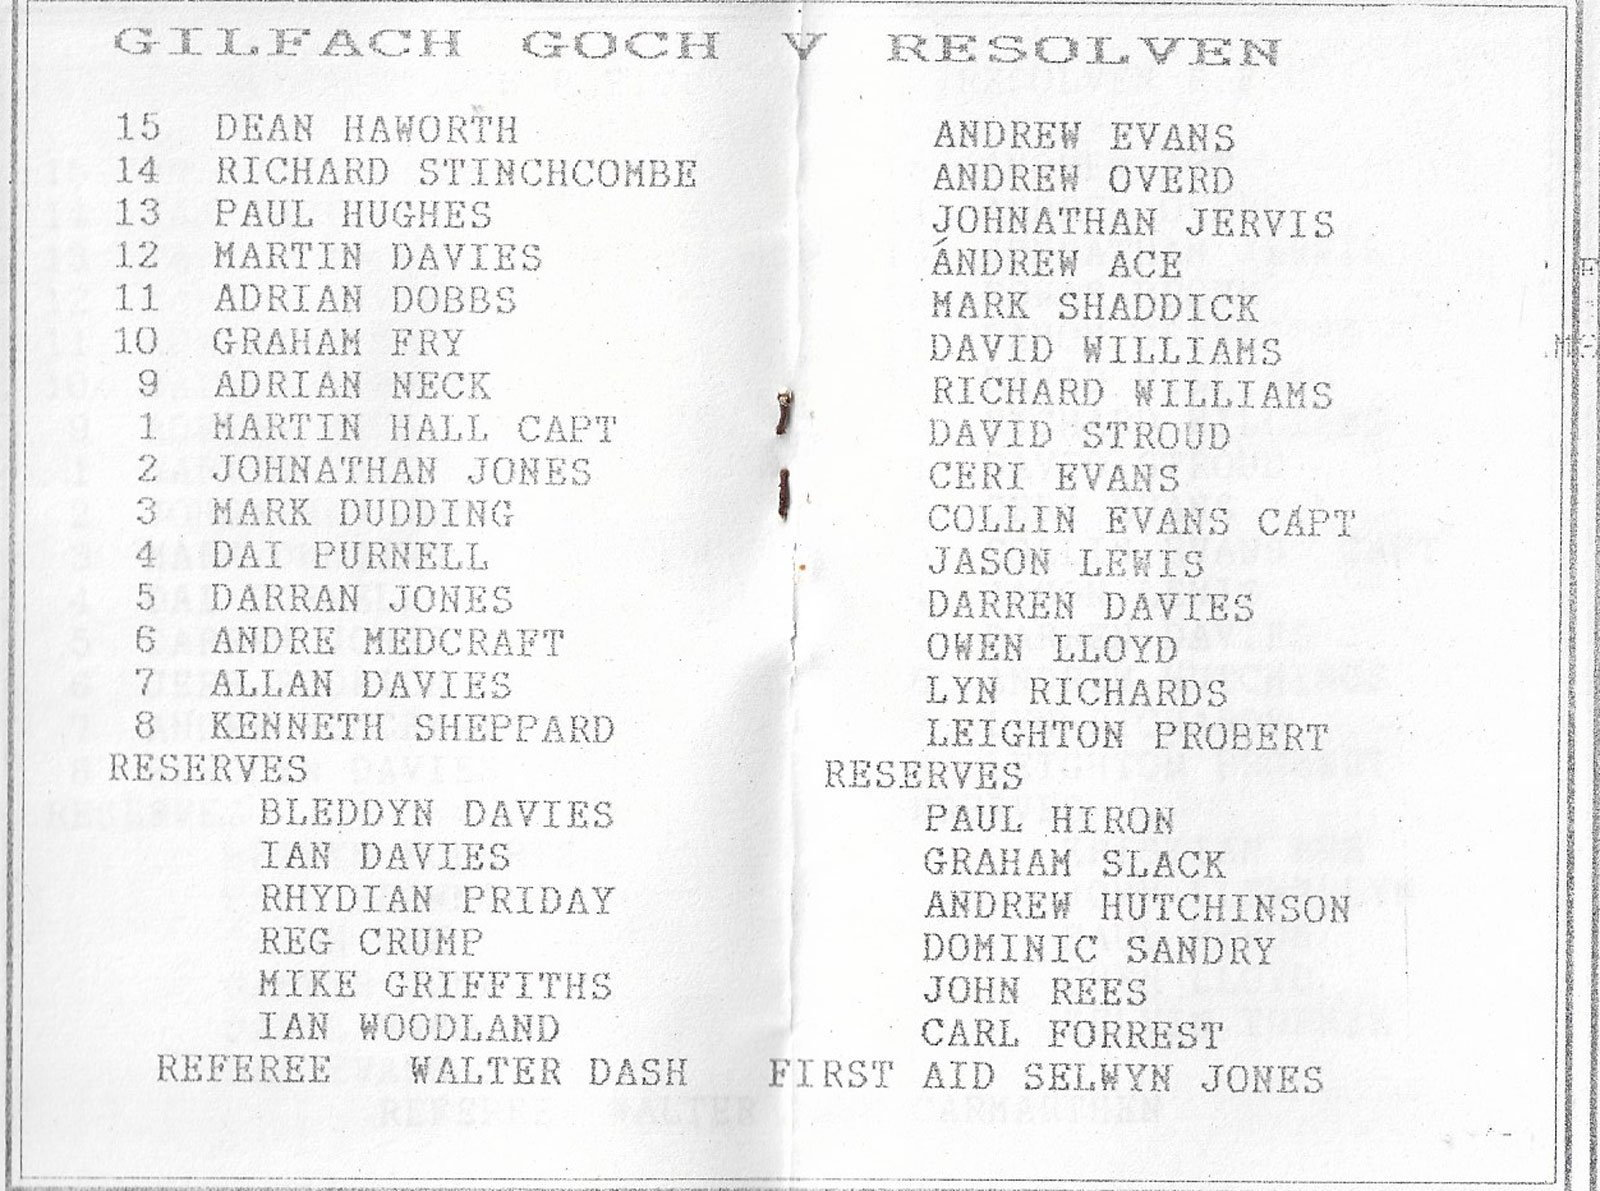 GILFACH GOCH V RESOLVEN
15 DEAN HAWORTH ANDREW EVANS
14 RICHARD STINCHCOMBE ANDREW OVERD
13 PAUL HUGHES JOHNATHAN JERVIS
12 MARTIN DAVIES ANDREW ACE
11 ADRIAN DOBBS MARK SHADDICK
10 GRAHAM FRY DAVID WILLIAMS
9 ADRIAN NECK RICHARD WILLIAMS
1 MARTIN HALL CAPT DAVID STROUD
2 JOHNATHAN JONES CERI EVANS
3 MARK DUDDING COLLIN EVANS CAPT
4 DAI PURNELL JASON LEWIS
5 DARRAN JONES DARREN DAVIES
6 ANDRE MEDCRAFT OWEN LLOYD
7 ALLAN DAVIES LYN RICHARDS
8 KENNETH SHEPPARD LEIGHTON PROBERT
RESERVES RESERVES
BLEDDYN DAVIES PAUL HIRON
IAN DAVIES GRAHAM SLACK
RHYDIAN PRIDAY ANDREW HUTCHINSON
REG CRUMP DOMINIC SANDRY
MIKE GRIFFITHS JOHN REES
IAN WOODLAND CARL FORREST
REFEREE WALTER DASH FIRST AID SELWYN JONES